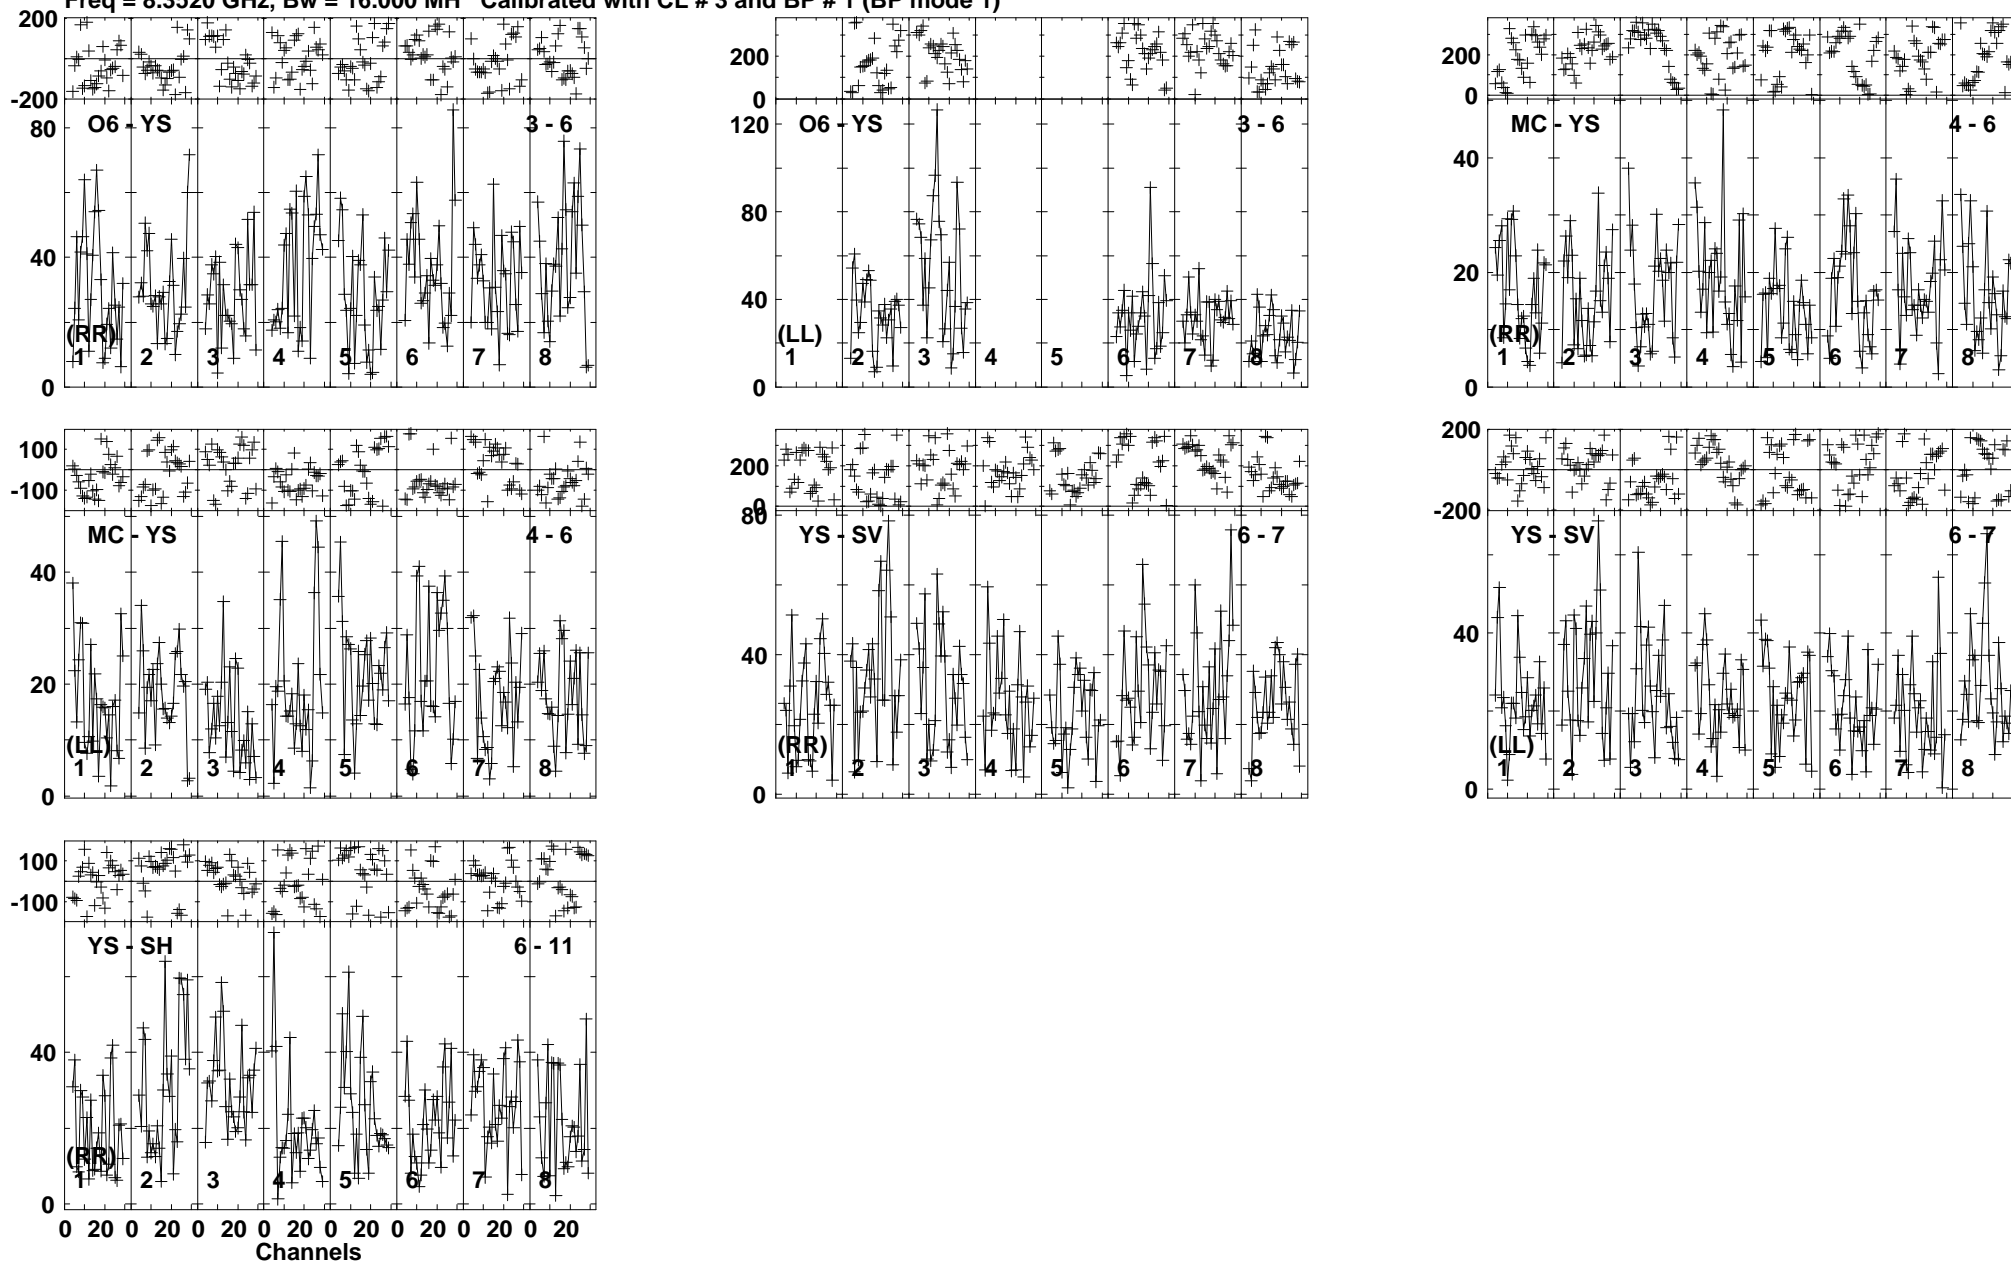 Freq = 8.3520 GHz, Bw = 16.000 MH Calibrated with CL # 3 and BP # 1 (BP mode 1)
200
-200
80
40
0
O6 - YS 3 - 6
(RR)
1 2 3 4 5 6 7 8
200
0
120
80
40
0
O6 - YS 3 - 6
(LL)
1 2 3 4 5 6 7 8
200
0
40
20
0
MC - YS 4 - 6
(RR)
1 2 3 4 5 6 7 8
100
-100
40
20
0
MC - YS 4 - 6
(LL)
1 2 3 4 5 6 7 8
200
0
80
40
0
YS - SV 6 - 7
(RR)
1 2 3 4 5 6 7 8
200
-200
40
0
YS - SV 6 - 7
(LL)
1 2 3 4 5 6 7 8
100
-100
40
0
YS - SH 6 - 11
(RR)
1 2 3 4 5 6 7 8
0 20 0 20 0 20 0 20 0 20 0 20 0 20 0 20
Channels